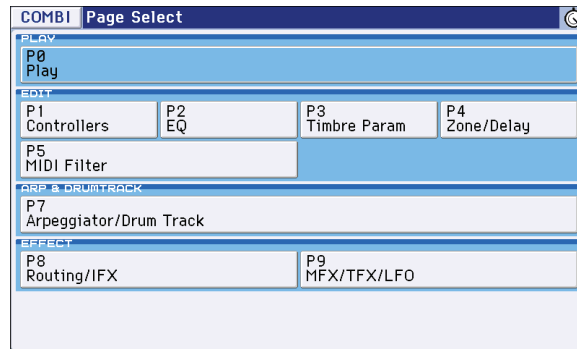 COMBI Page Select
PLAY
P0
Play
EDIT
P1 P2 P3 P4
Controllers EQ Timbre Param Zone/Delay
P5
MIDI Filter
ARP & DRUMTRACK
P7
Arpeggiator/Drum Track
EFFECT
P8 P9
Routing/IFX MFX/TFX/LFO